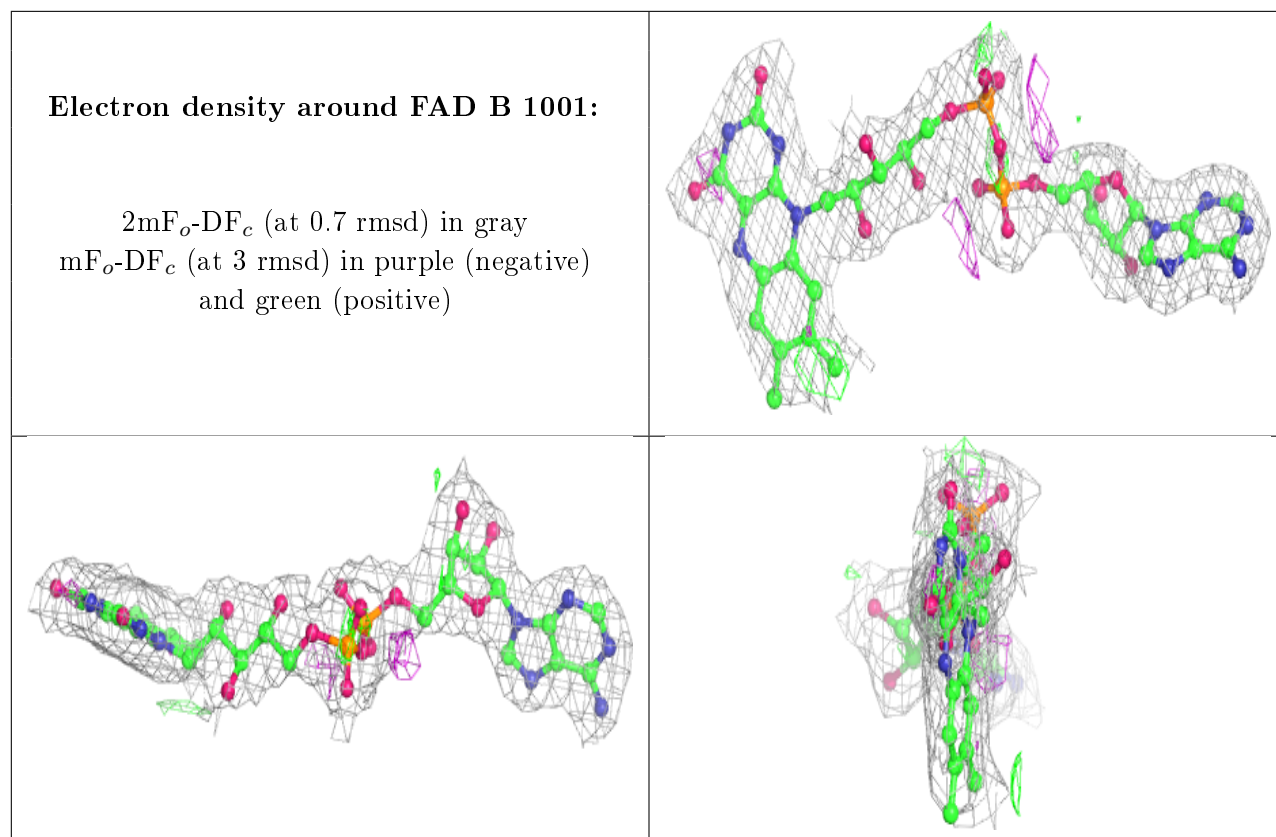 Electron density around FAD B 1001:
2mFₒ-DF𝒸 (at 0.7 rmsd) in gray
mFₒ-DF𝒸 (at 3 rmsd) in purple (negative)
and green (positive)